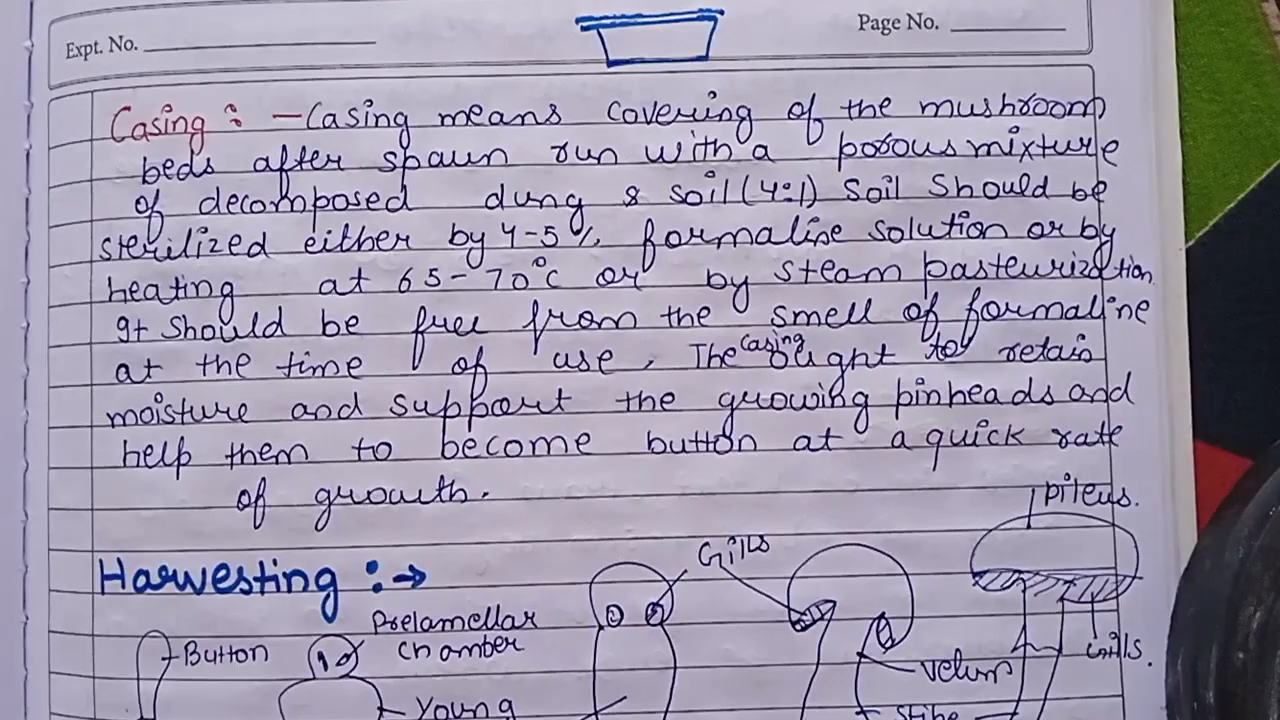 Expt. No.
Page No.
Casing : - Casing means covering of the mushroom
beds after spawn run with a porous mixture
of decomposed dung & soil (4:1) Soil should be
sterilized either by 4-5% formaline solution or by
heating at 65-70°C or by steam pasteurization
It should be free from the smell of formaline
at the time of use, The casing ought to retain
moisture and support the growing pinheads and
help them to become button at a quick rate
of growth.
pileus.
Gills
Harvesting :→
Prelamellar
chamber
Button
gills.
Velum
Young
Stipe